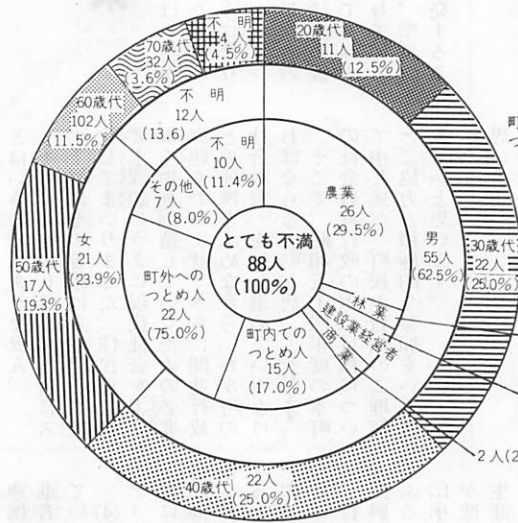 不明
4人
(4.5%)
20歳代
11人
(12.5%)
70歳代
32人
(3.6%)
60歳代
102人
(11.5%)
不明
12人
(13.6)
不明
10人
(11.4%)
その他
7人
(8.0%)
農業
26人
(29.5%)
男
55人
(62.5%)
30歳代
22人
(25.0%)
とても不満
88人
(100%)
女
21人
(23.9%)
50歳代
17人
(19.3%)
町外への
つとめ人
22人
(75.0%)
町内での
つとめ人
15人
(17.0%)
林業
建設業経営者
商業
2人(2
40歳代
22人
(25.0%)
町
つ